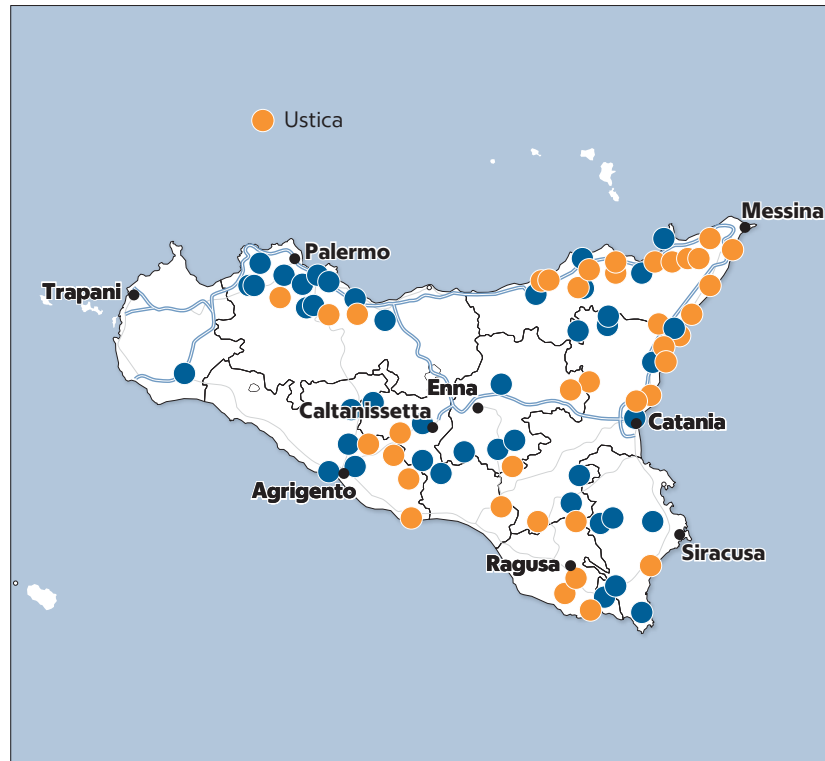 Ustica
Messina
Palermo
Trapani
Enna
Caltanissetta
Catania
Agrigento
Siracusa
Ragusa